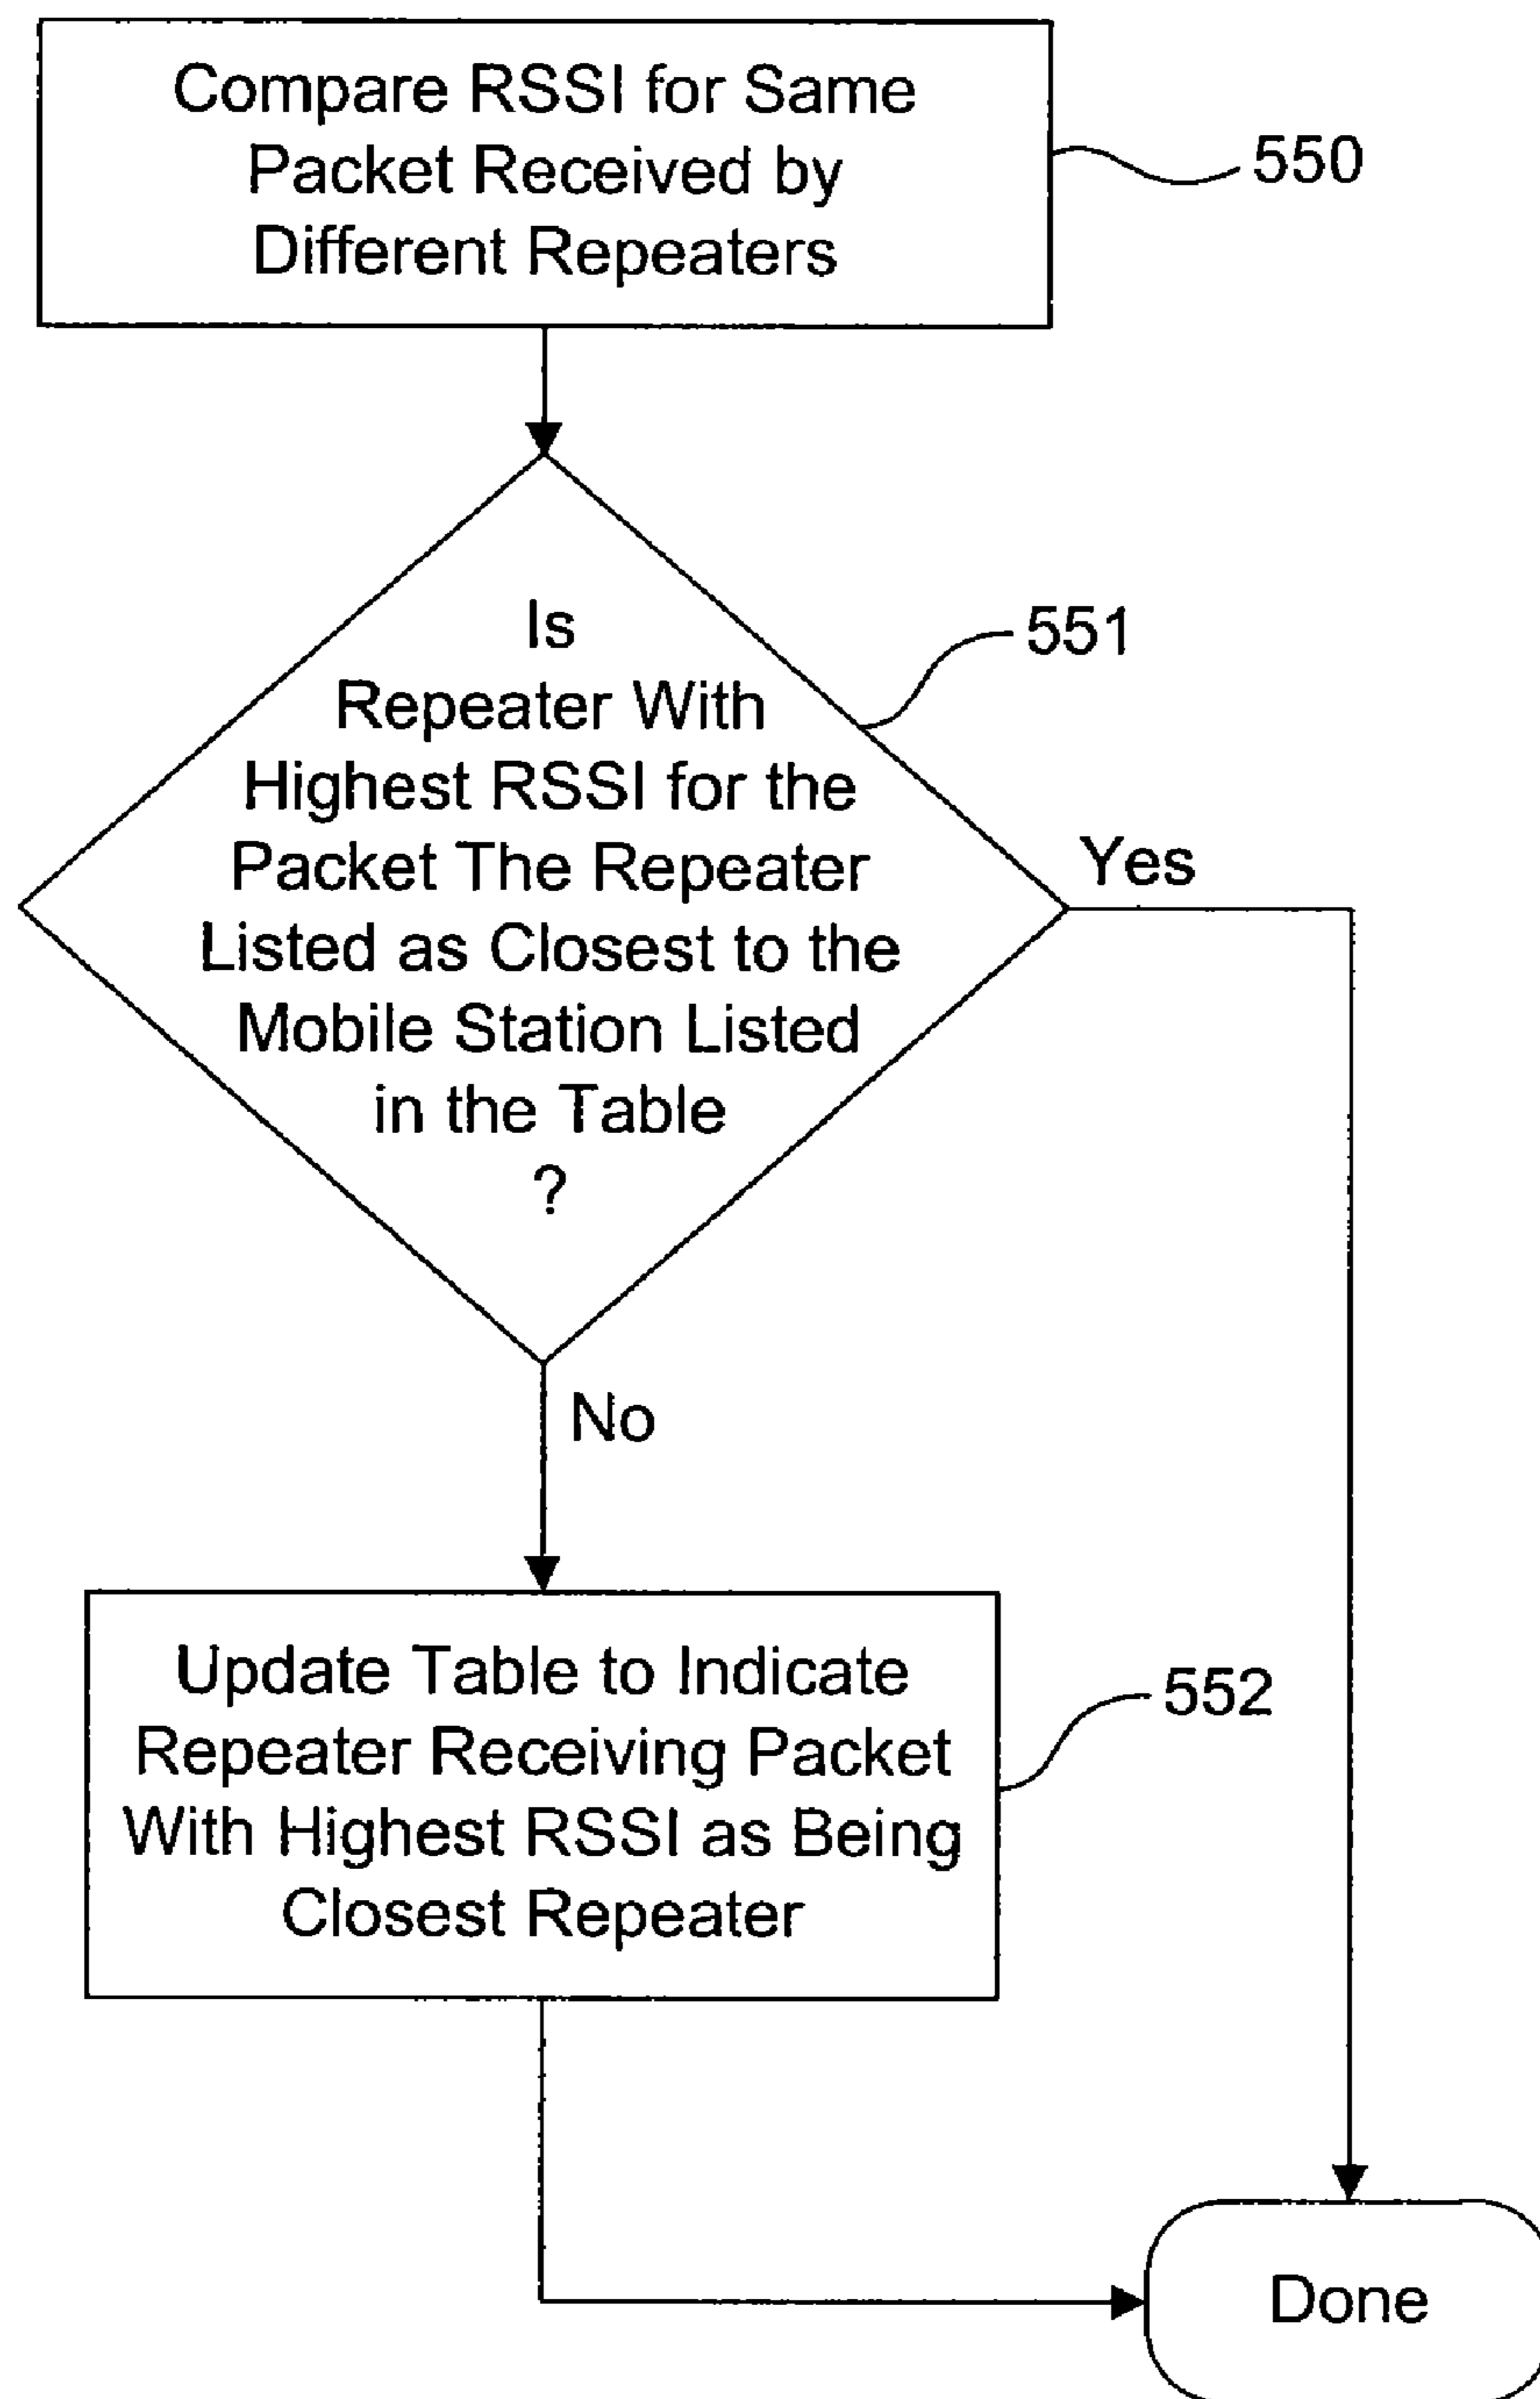 Compare RSSI for Same
Packet Received by
Different Repeaters
550
Is
Repeater With
Highest RSSI for the
Packet The Repeater
Listed as Closest to the
Mobile Station Listed
in the Table
?
551
Yes
No
Update Table to Indicate
Repeater Receiving Packet
With Highest RSSI as Being
Closest Repeater
552
Done